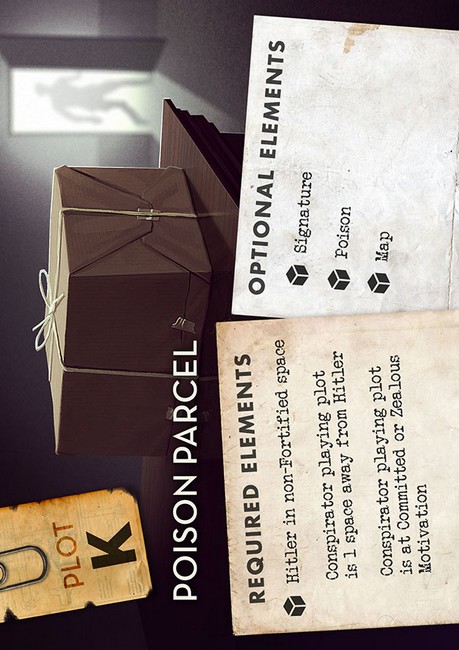 PLOT
K
POISON PARCEL
REQUIRED ELEMENTS
Hitler in non-Fortified space
Conspirator playing plot
is 1 space away from Hitler
Conspirator playing plot
is at Committed or Zealous
Motivation
OPTIONAL ELEMENTS
Signature
Poison
Map